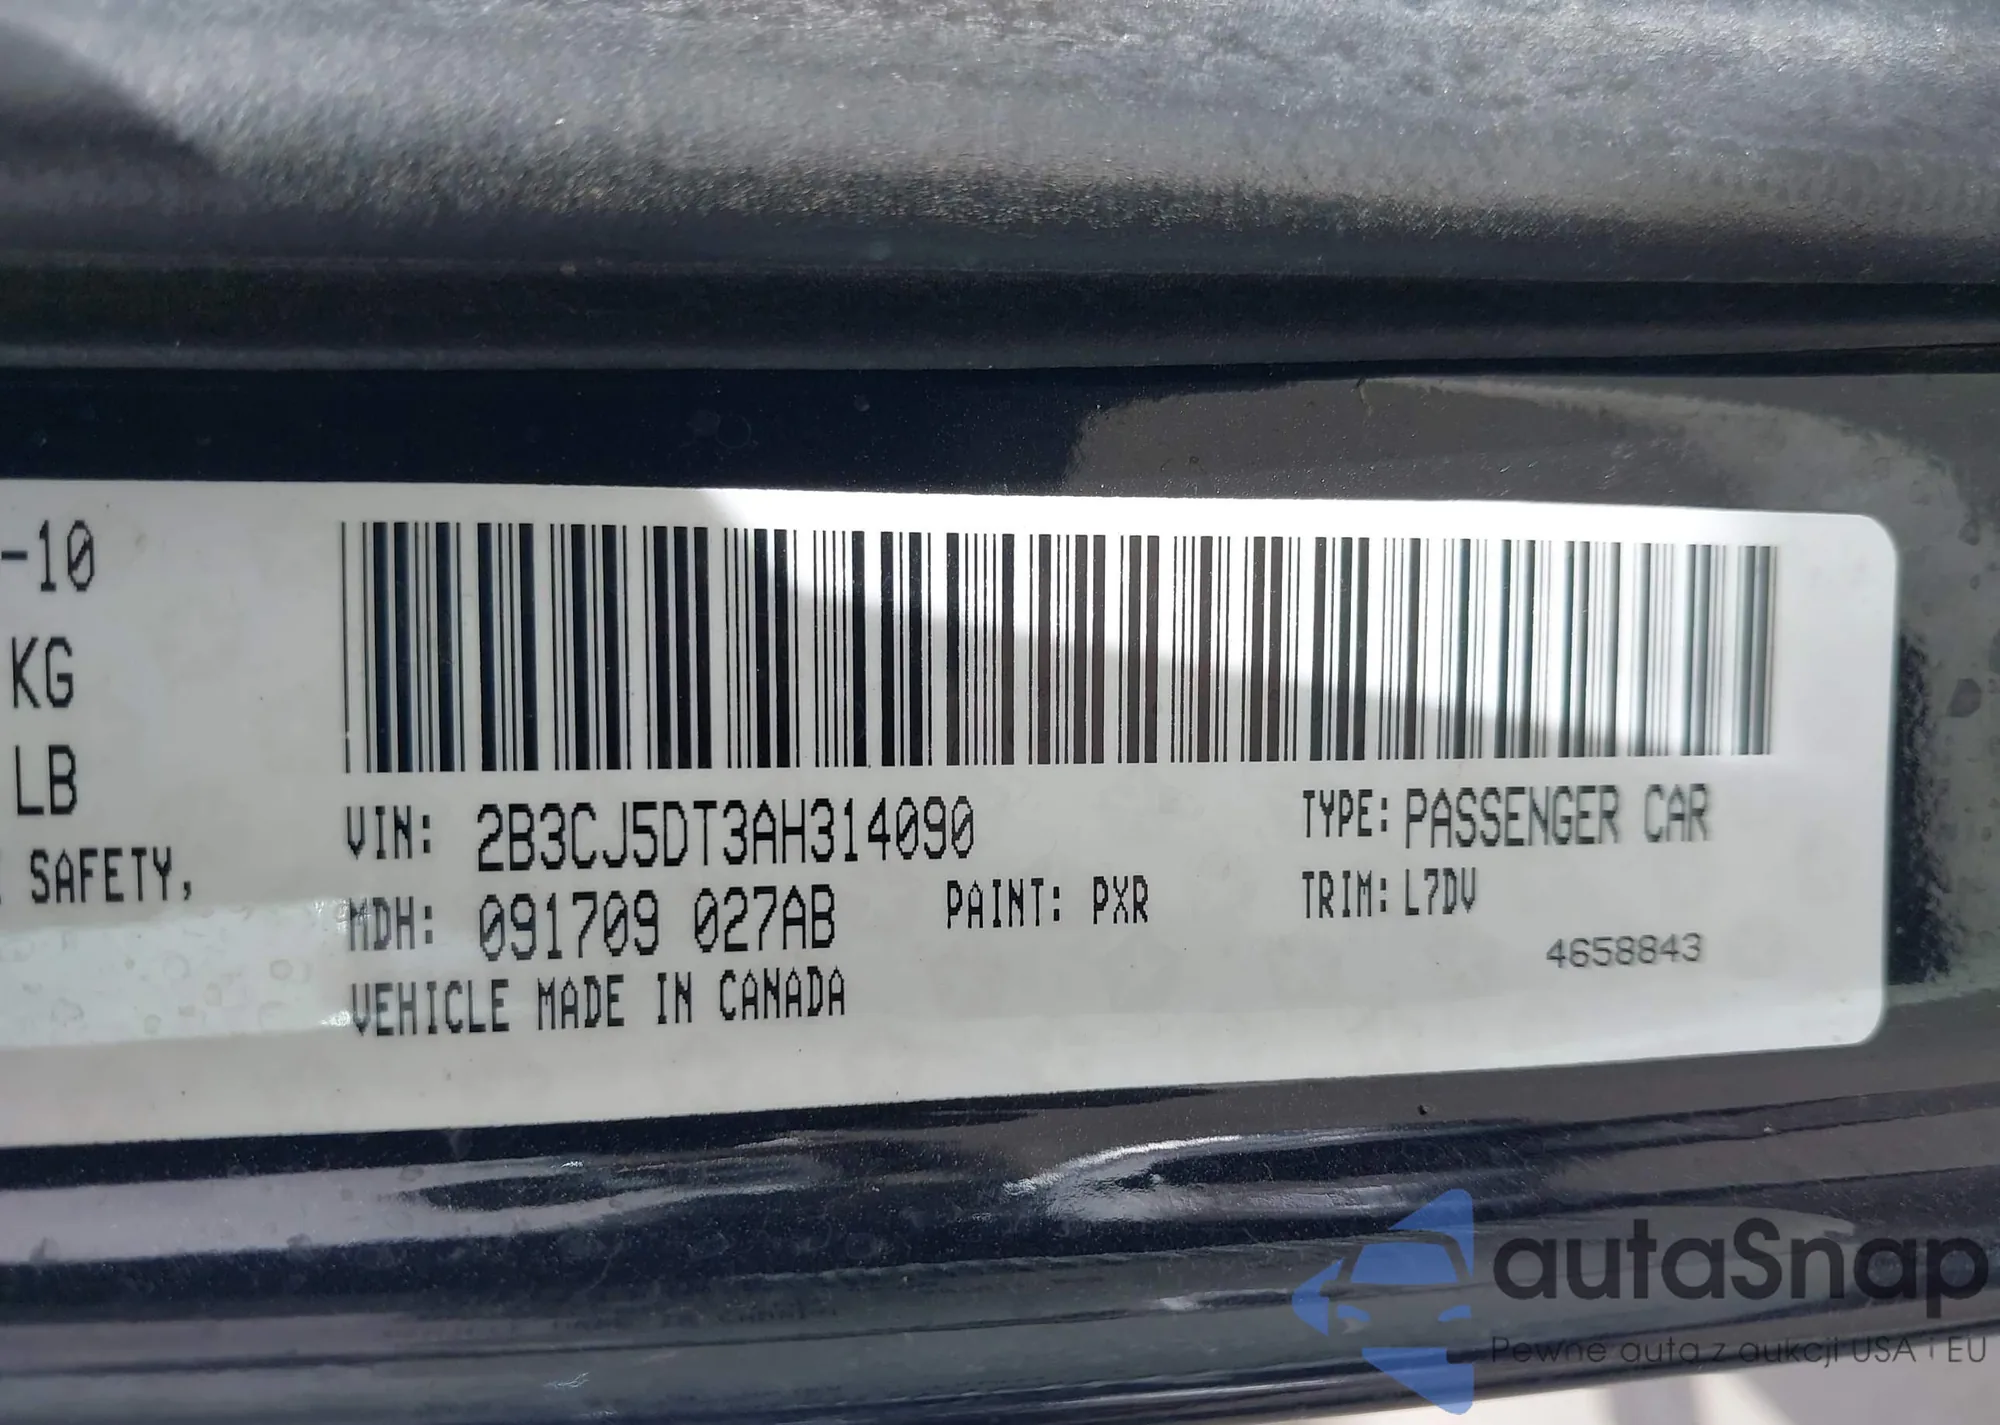 -10
KG
LB
SAFETY,
VIN: 2B3CJ5DT3AH314090
TYPE: PASSENGER CAR
MDH: 091709 027AB
PAINT: PXR
TRIM: L7DV
4658843
VEHICLE MADE IN CANADA
autaSnap
Pewne auta z aukcji USA i EU